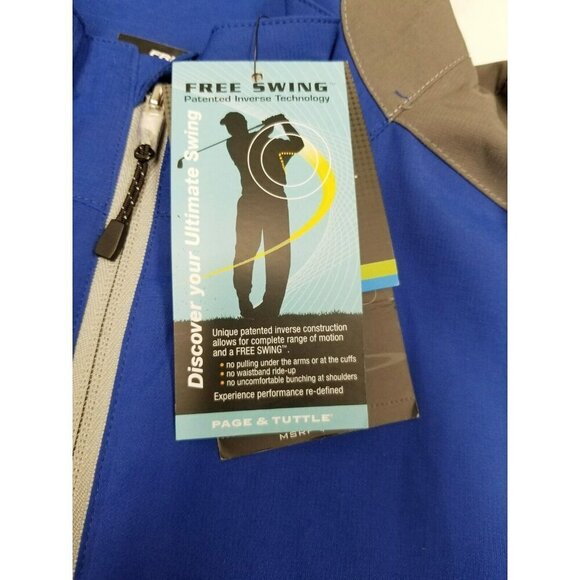 FREE SWING™
Patented Inverse Technology
Discover your Ultimate Swing
Unique patented inverse construction
allows for complete range of motion
and a FREE SWING™.
• no pulling under the arms or at the cuffs
• no waistband ride-up
• no uncomfortable bunching at shoulders
Experience performance re-defined
PAGE & TUTTLE®
MSRP